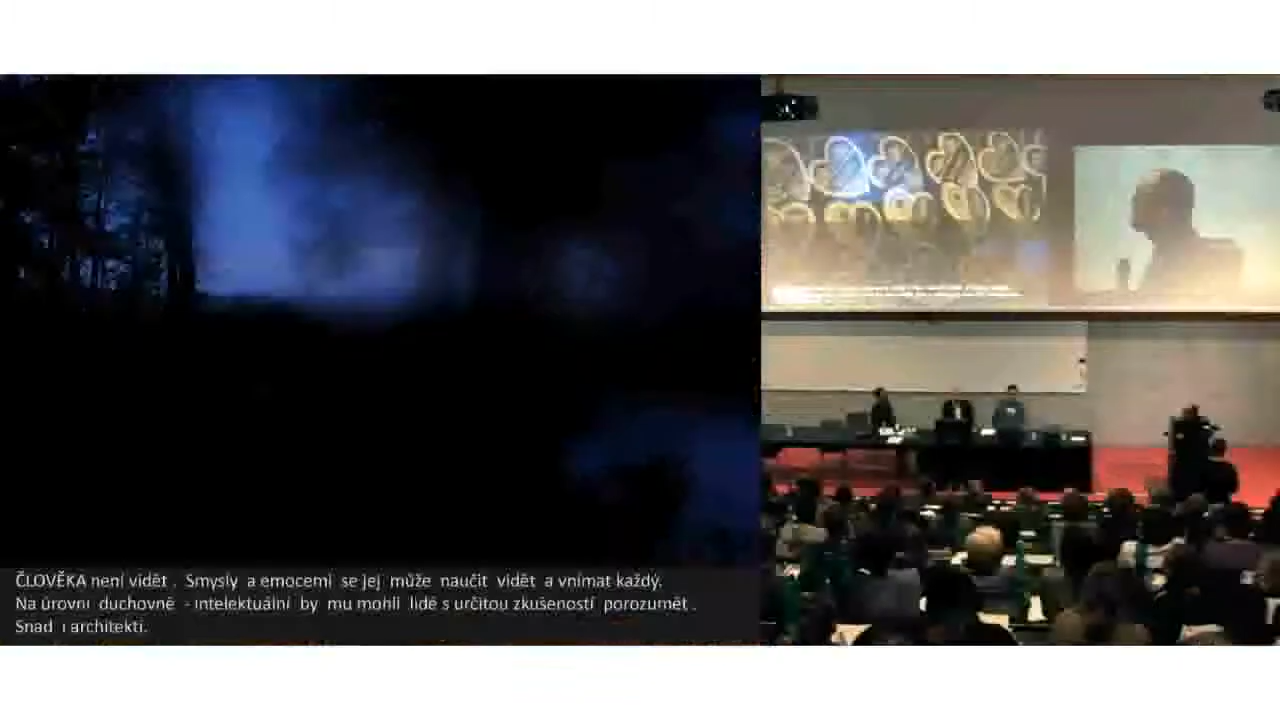 ČLOVĚKA není vidět . Smysly a emocemi se jej může naučit vidět a vnímat každý.
Na úrovni duchovně - intelektuální by mu mohli lidé s určitou zkušeností porozumět .
Snad i architekti.